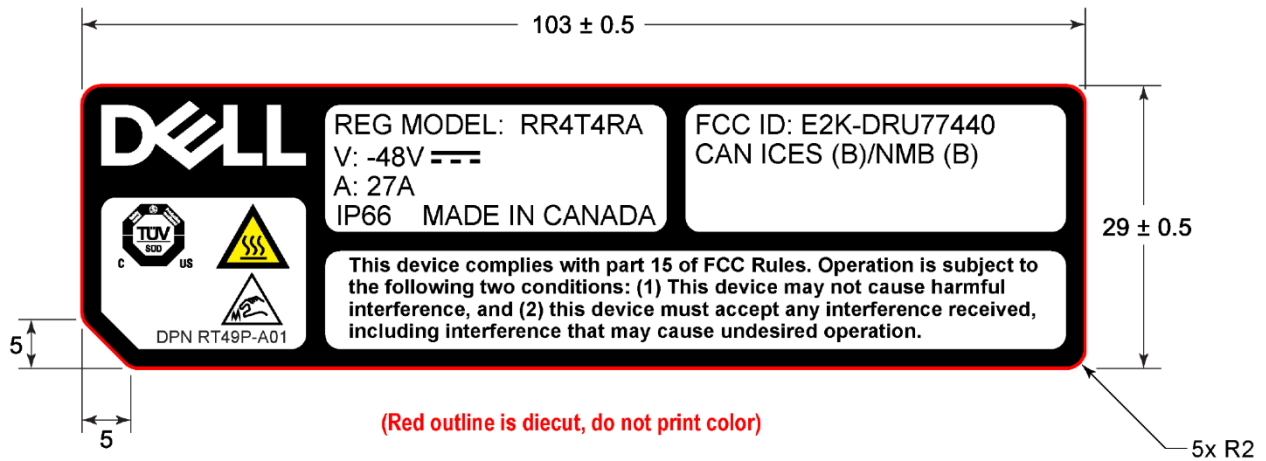 103 ± 0.5
DELL
REG MODEL: RR4T4RA
V: -48V
A: 27A
IP66 MADE IN CANADA
FCC ID: E2K-DRU77440
CAN ICES (B)/NMB (B)
29 ± 0.5
TÜV
SÜD
C US
DPN RT49P-A01
This device complies with part 15 of FCC Rules. Operation is subject to
the following two conditions: (1) This device may not cause harmful
interference, and (2) this device must accept any interference received,
including interference that may cause undesired operation.
5
5
(Red outline is diecut, do not print color)
5x R2